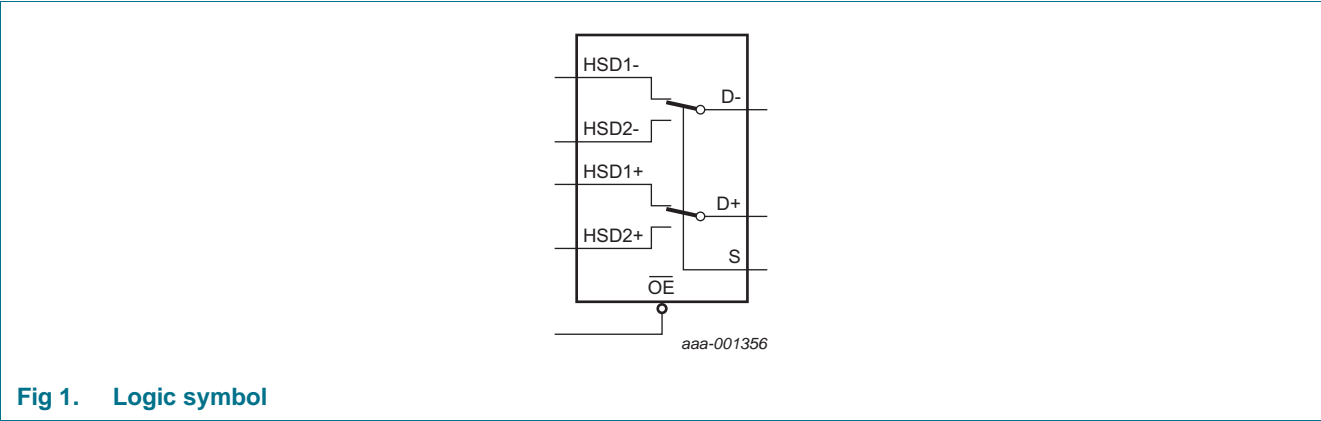 HSD1-
D-
HSD2-
HSD1+
D+
HSD2+
S
OE
aaa-001356
Fig 1. Logic symbol